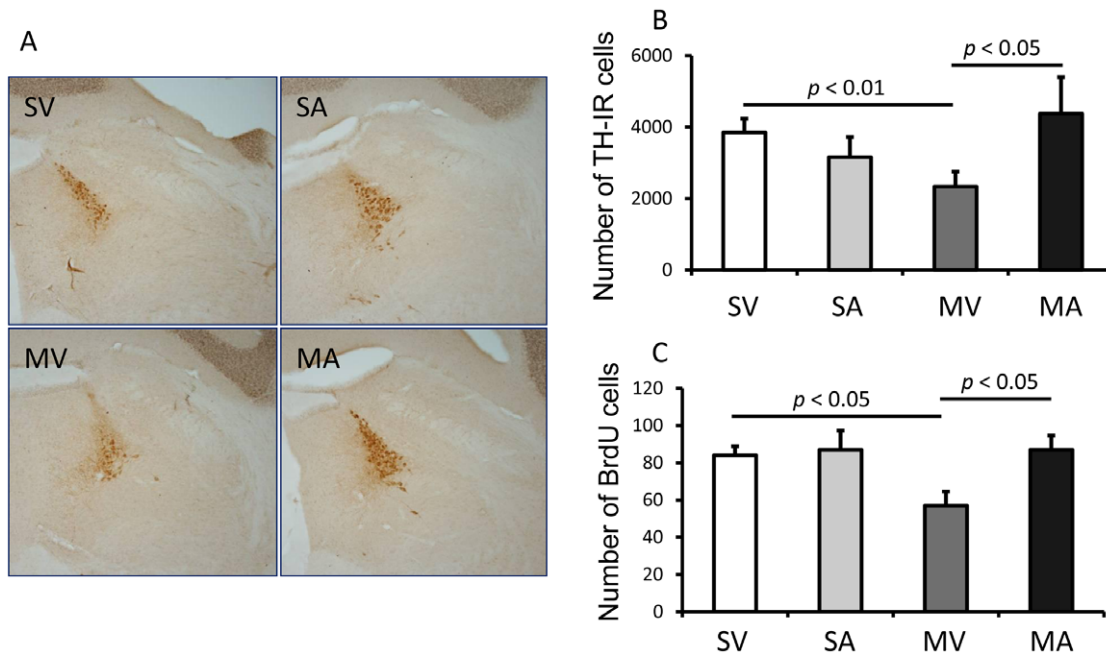 A
SV
SA
MV
MA
B
Number of TH-IR cells
6000
4000
2000
0
p < 0.01
p < 0.05
SV SA MV MA
C
Number of BrdU cells
120
100
80
60
40
20
0
p < 0.05
p < 0.05
SV SA MV MA